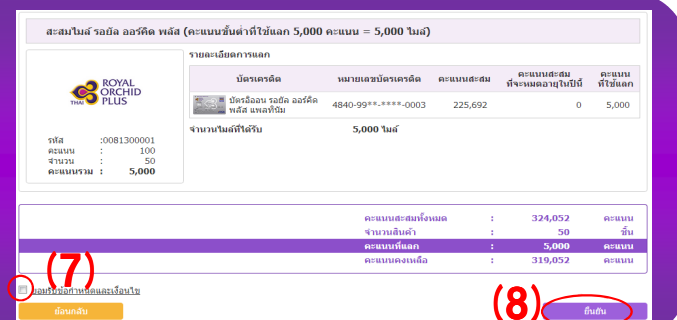 สะสมไมล์ รอยัล ออร์คิด พลัส (คะแนนขั้นต่ำที่ใช้แลก 5,000 คะแนน = 5,000 ไมล์)
รายละเอียดการแลก
ROYAL
ORCHID
THAI PLUS
บัตรเครดิต หมายเลขบัตรเครดิต คะแนนสะสม คะแนนสะสม ที่จะหมดอายุในปีนี้ คะแนน ที่ใช้แลก
บัตรอิออน รอยัล ออร์คิด พลัส แพลทินัม 4840-99**-****-0003 225,692 0 5,000
จำนวนไมล์ที่ได้รับ 5,000 ไมล์
รหัส :0081300001
คะแนน : 100
จำนวน : 50
คะแนนรวม : 5,000
คะแนนสะสมทั้งหมด : 324,052 คะแนน
จำนวนสินค้า : 50 ชิ้น
คะแนนที่แลก : 5,000 คะแนน
คะแนนคงเหลือ : 319,052 คะแนน
(7)
ยอมรับข้อกำหนดและเงื่อนไข
ย้อนกลับ
(8)
ยืนยัน